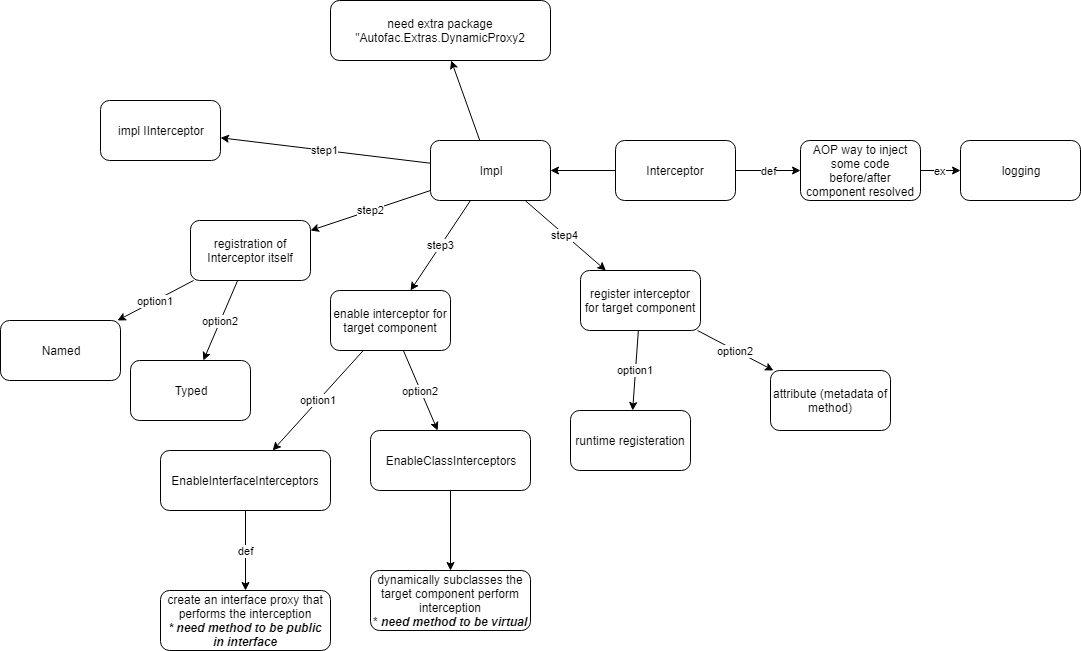 need extra package
"Autofac.Extras.DynamicProxy2
impl IInterceptor
step1
Impl
Interceptor
def
AOP way to inject
some code
before/after
component resolved
ex
logging
step2
registration of
Interceptor itself
step3
step4
option1
option2
Named
Typed
enable interceptor for
target component
register interceptor
for target component
option1
option2
option1
option2
runtime registeration
attribute (metadata of
method)
EnableInterfaceInterceptors
EnableClassInterceptors
def
create an interface proxy that
performs the interception
* need method to be public
in interface
dynamically subclasses the
target component perform
interception
* need method to be virtual